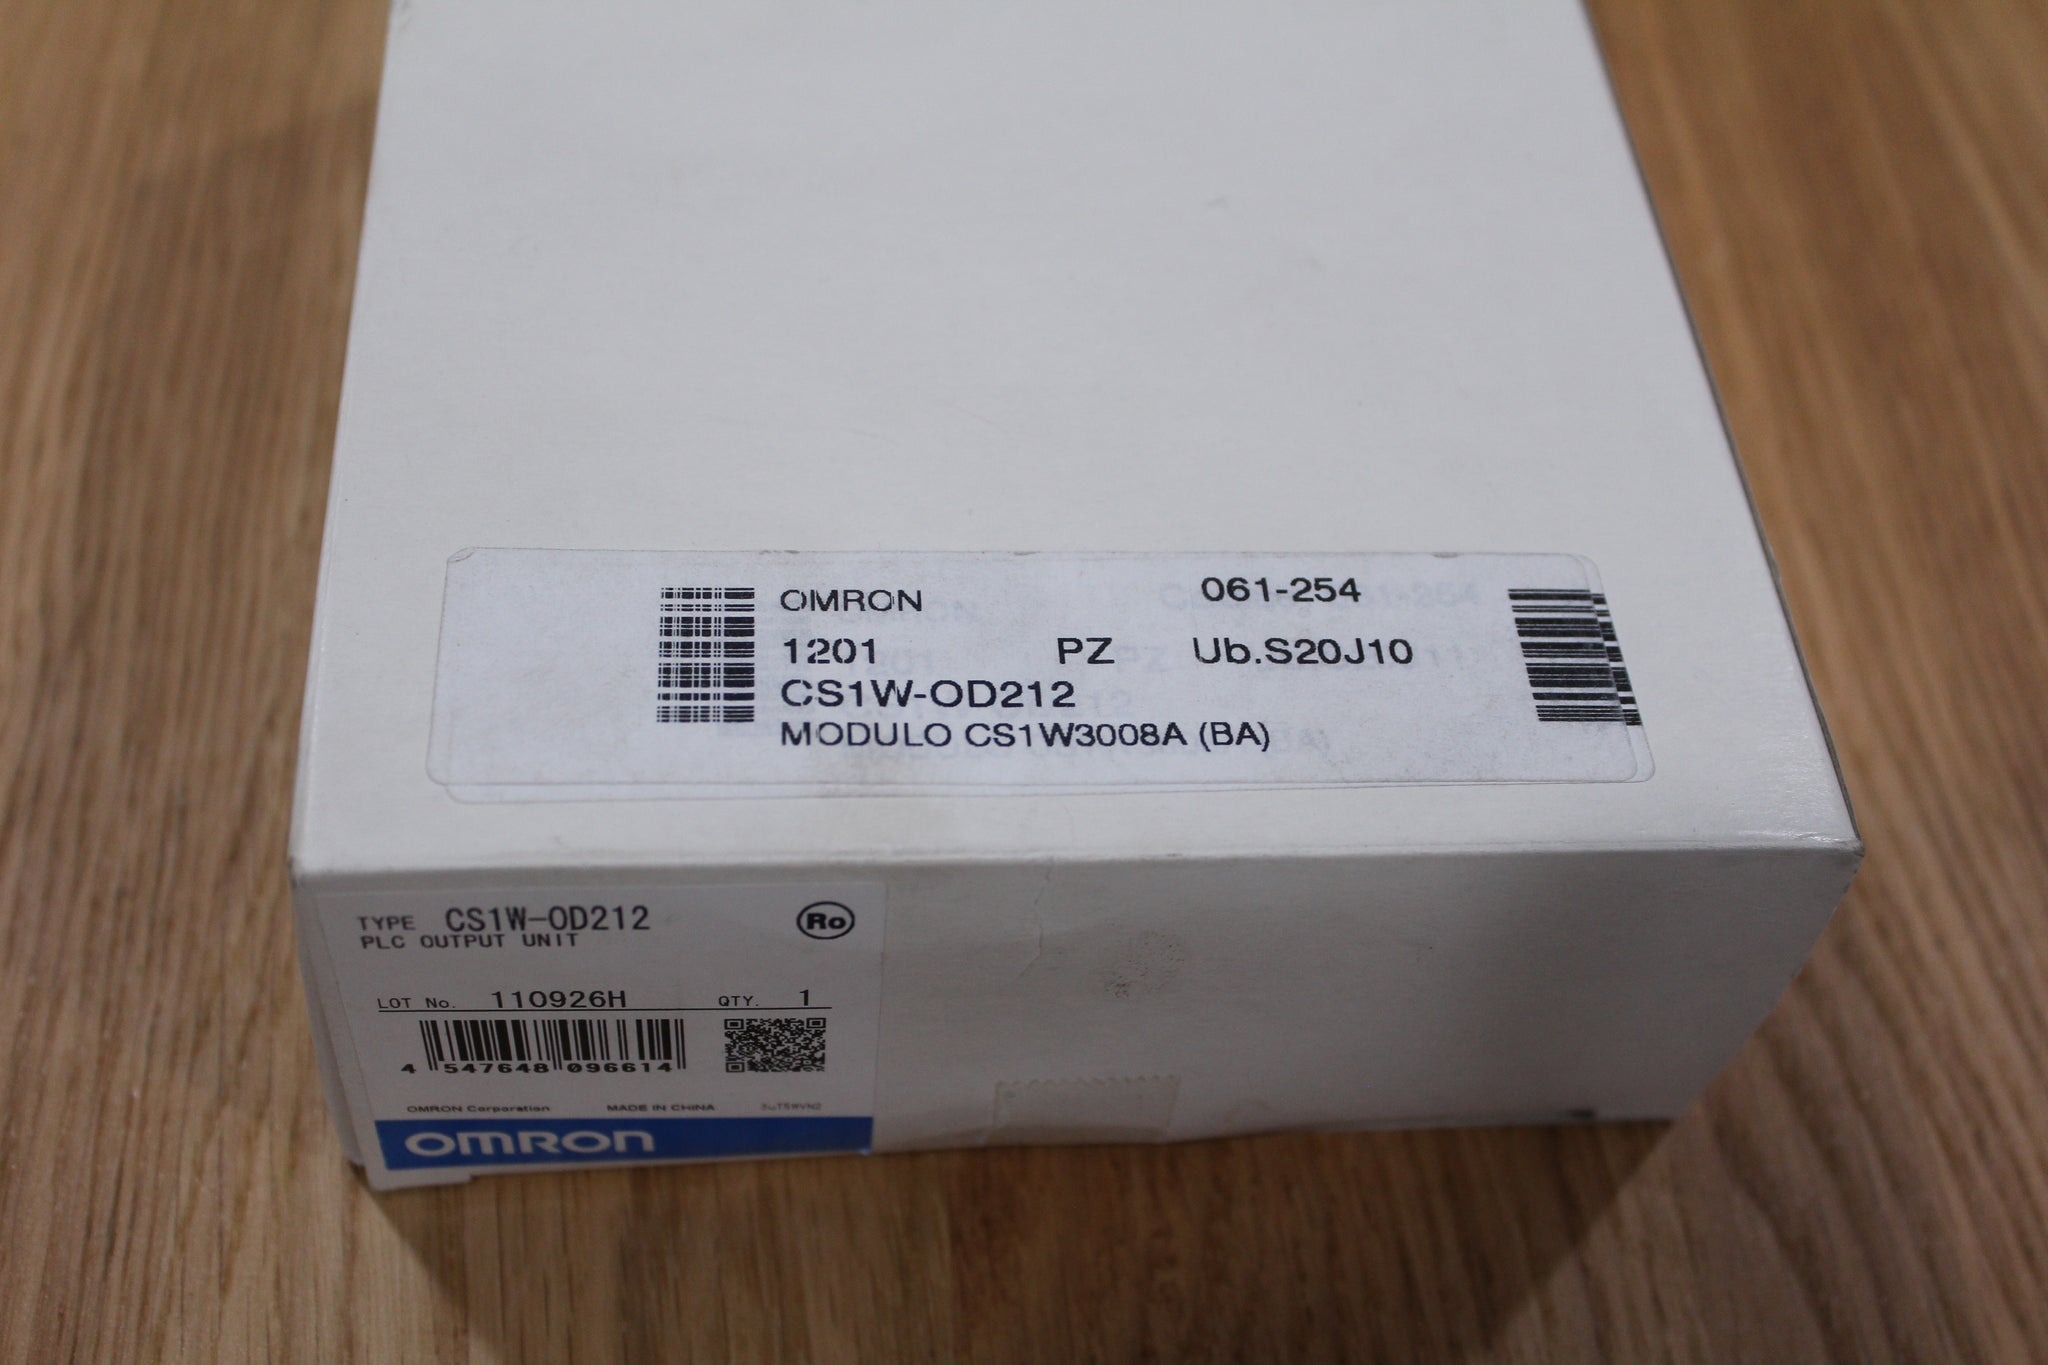 OMRON 061-254
1201 PZ Ub.S20J10
CS1W-OD212
MODULO CS1W3008A (BA)
TYPE CS1W-OD212 Ro
PLC OUTPUT UNIT
LOT No. 110926H QTY. 1
4 547648 096614
OMRON Corporation MADE IN CHINA
OMRON